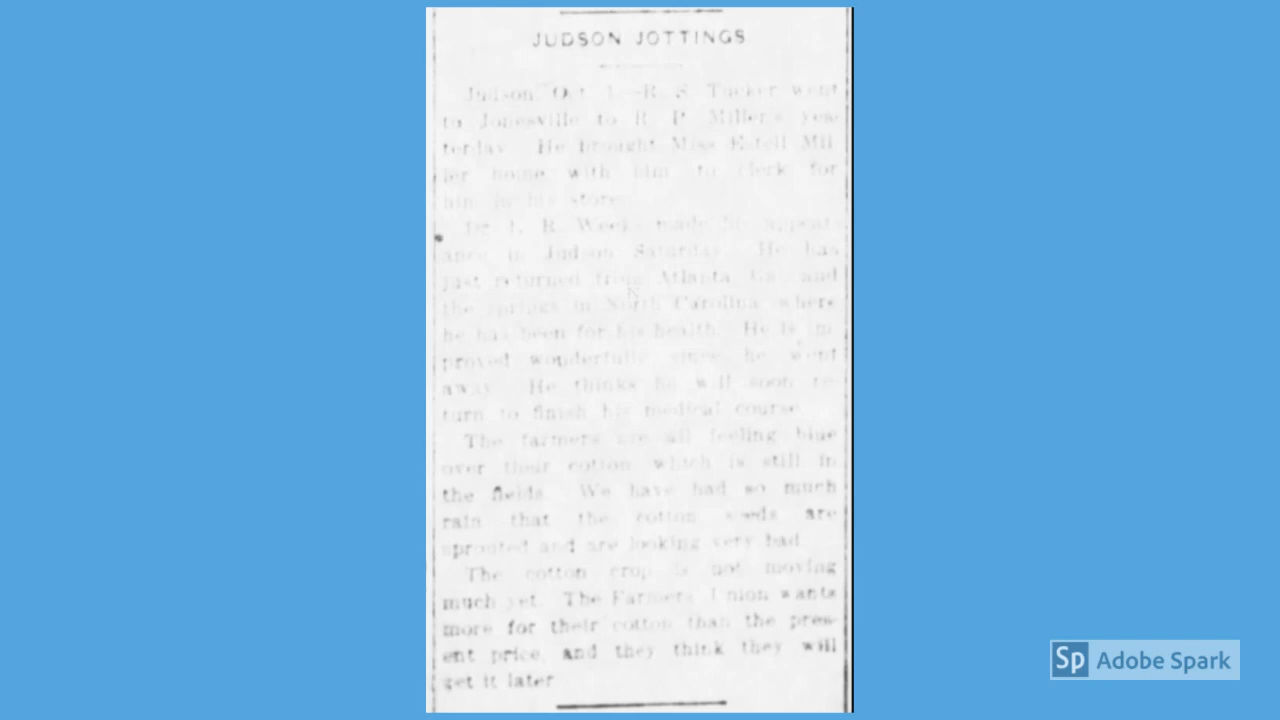 JUDSON JOTTINGS
Judson, Oct. 1.—R. S. Tucker went
to Jonesville to R. P. Miller's yes-
terday. He brought Miss Estell Mil-
ler home with him to clerk for
him in his store.
R. Weeks made his appear-
ance in Judson Saturday. He has
just returned from Atlanta, Ga., and
the springs in North Carolina, where
he has been for his health. He is im-
proved wonderfully since he went
away. He thinks he will soon re-
turn to finish his medical course.
The farmers are all feeling blue
over their cotton which is still in
the fields. We have had so much
rain that the cotton seeds are
sprouted and are looking very bad.
The cotton crop is not moving
much yet. The Farmers Union wants
more for their cotton than the pres-
ent price, and they think they will
get it later
Sp Adobe Spark